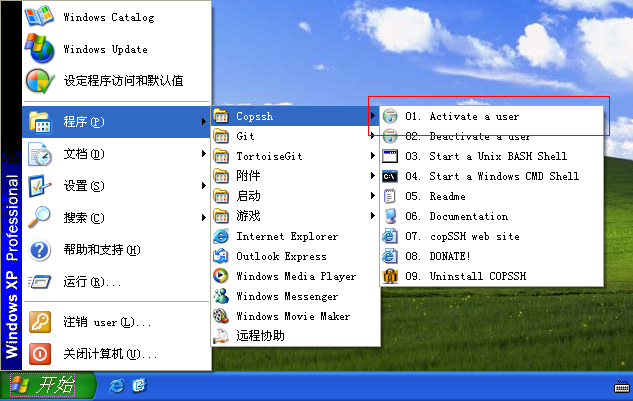 Windows Catalog
Windows Update
设定程序访问和默认值
程序(P)
文档(D)
设置(S)
搜索(C)
帮助和支持(H)
运行(R)...
注销 user(L)...
关闭计算机(U)...
Windows XP Professional
Copssh
Git
TortoiseGit
附件
启动
游戏
Internet Explorer
Outlook Express
Windows Media Player
Windows Messenger
Windows Movie Maker
远程协助
01. Activate a user
02. Deactivate a user
03. Start a Unix BASH Shell
04. Start a Windows CMD Shell
05. Readme
06. Documentation
07. copSSH web site
08. DONATE!
09. Uninstall COPSSH
开始